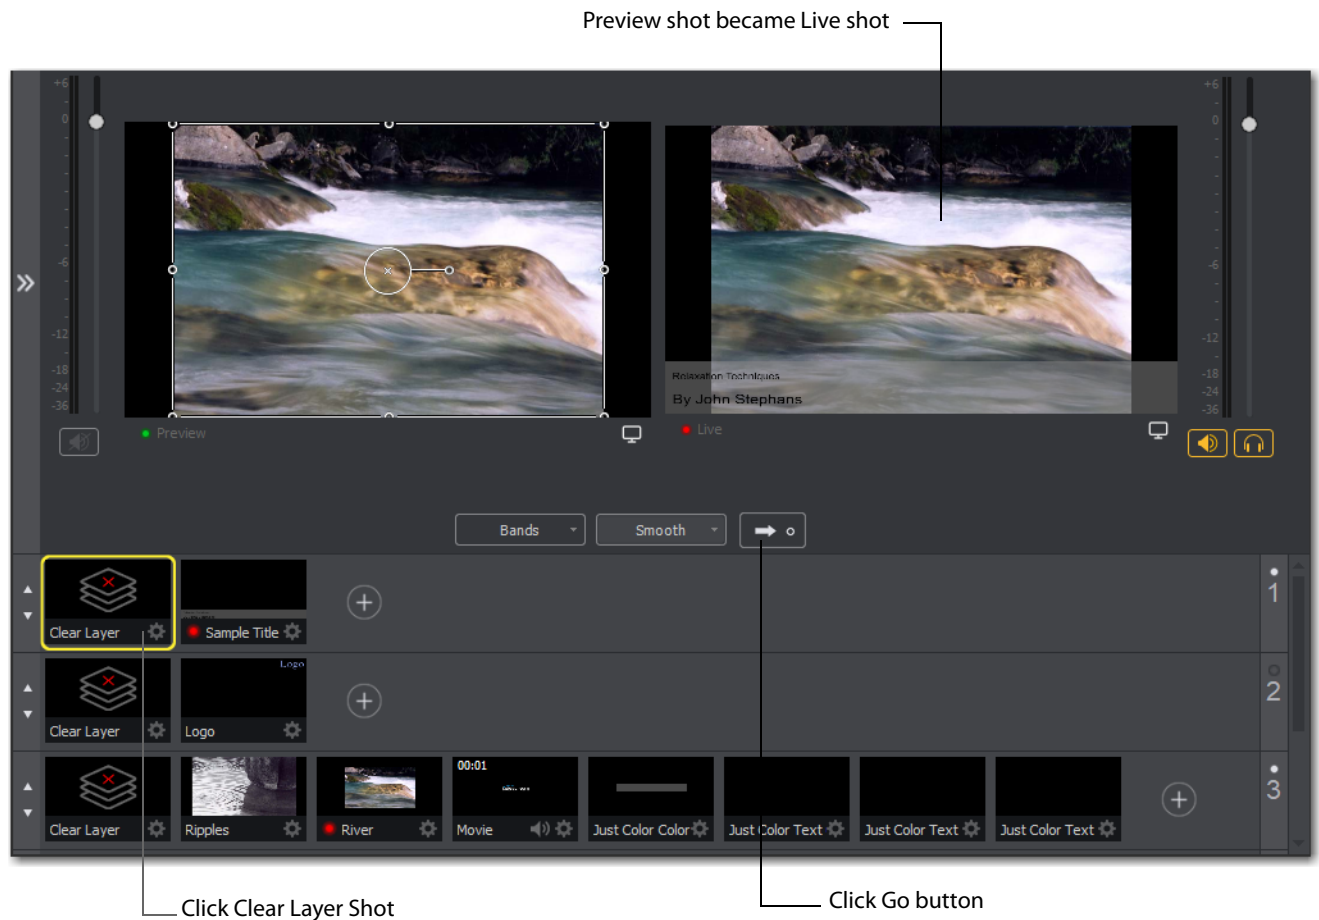 Preview shot became Live shot
+6
0
-6
-12
-18
-24
-36
+6
0
-6
-12
-18
-24
-36
Relaxation Techniques
By John Stephans
Preview
Live
Bands
Smooth
Clear Layer
Sample Title
1
Logo
Clear Layer
Logo
2
00:01
Clear Layer
Ripples
River
Movie
Just Color Color
Just Color Text
Just Color Text
Just Color Text
3
Click Clear Layer Shot
Click Go button